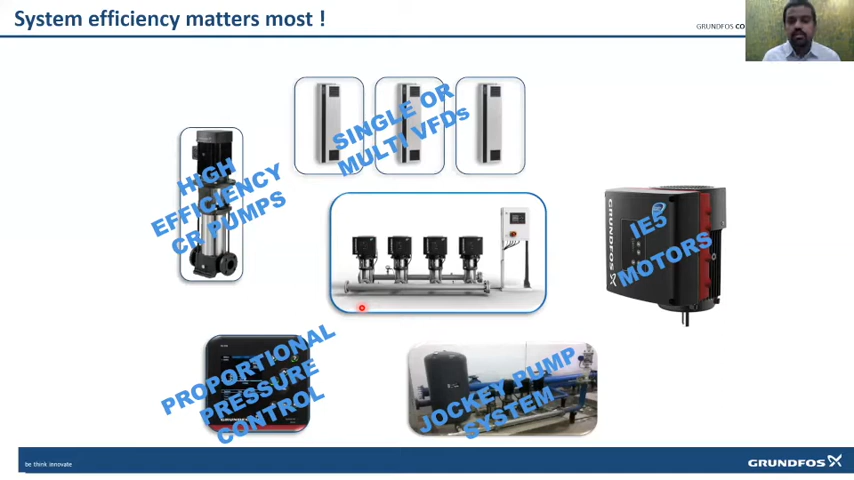 System efficiency matters most !
GRUNDFOS CO
SINGLE OR
MULTI VFDs
HIGH
EFFICIENCY
CR PUMPS
GRUNDFOS
IE5
MOTORS
PROPORTIONAL
PRESSURE
CONTROL
JOCKEY PUMP
SYSTEM
be think innovate
GRUNDFOS